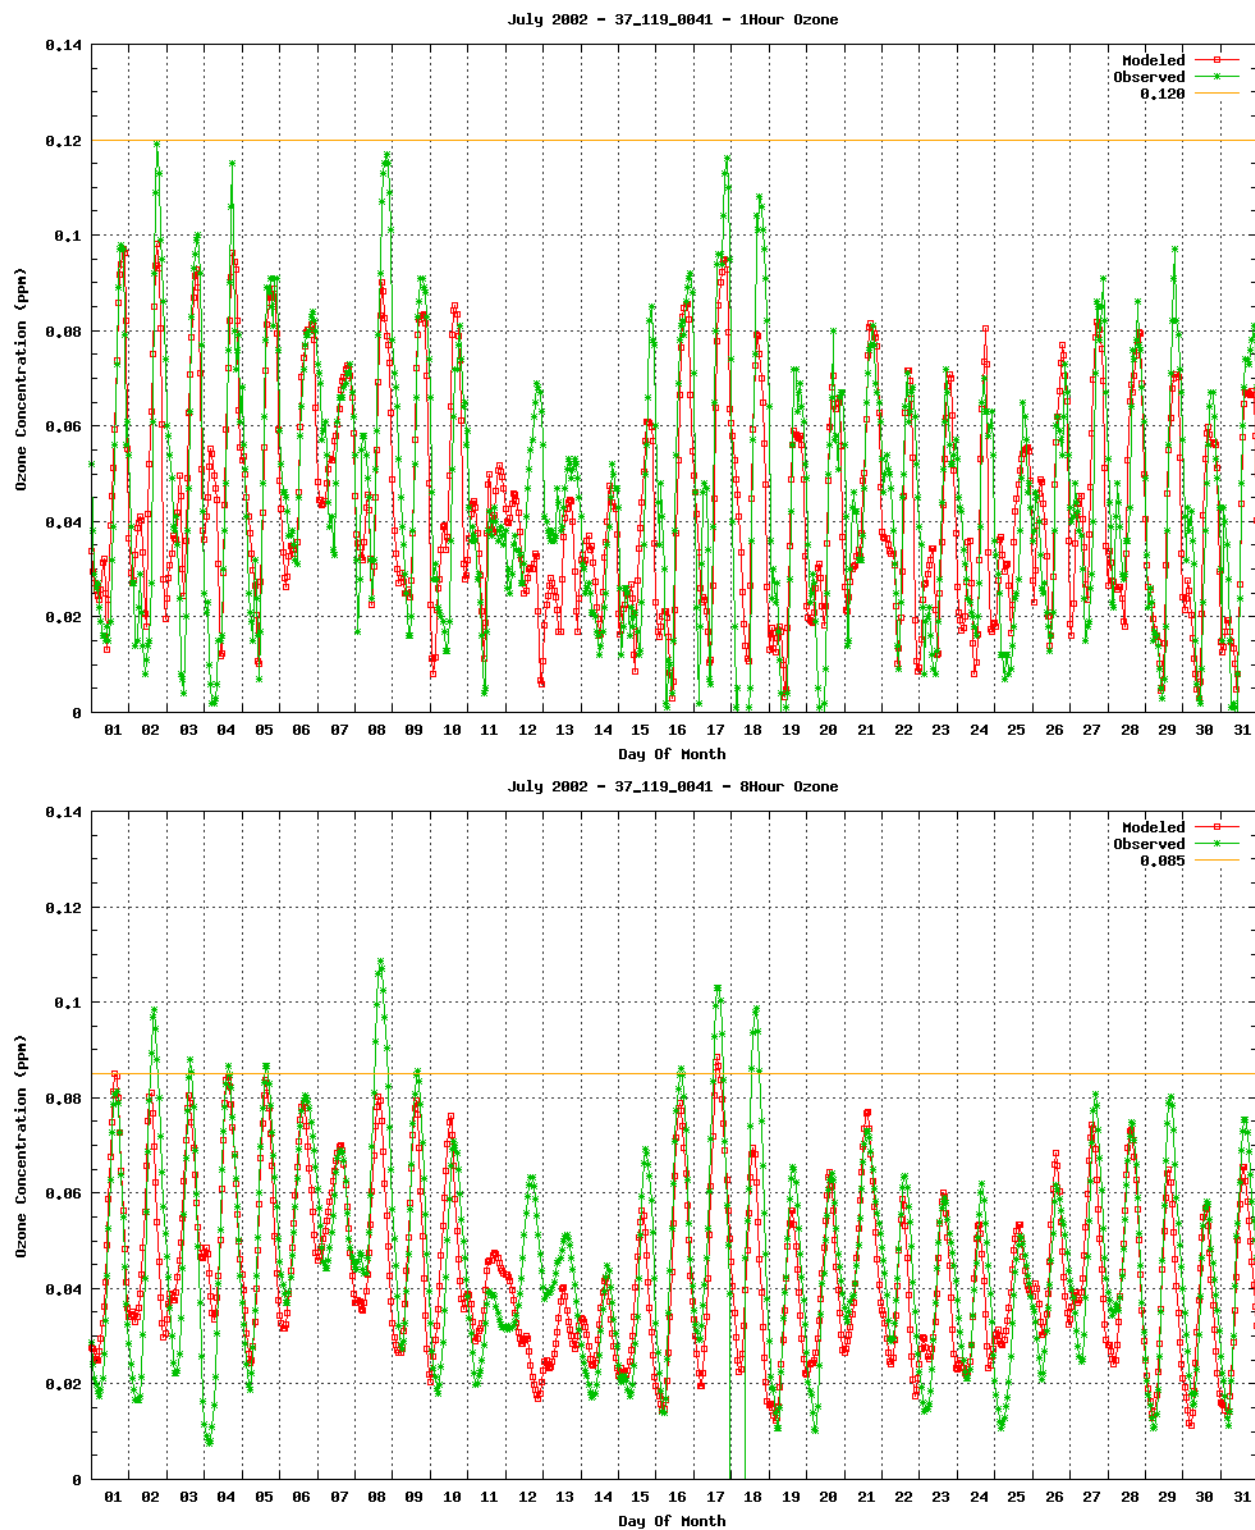 July 2002 - 37_119_0041 - 1Hour Ozone
0.14
0.12
0.1
0.08
0.06
0.04
0.02
0
Ozone Concentration (ppm)
Modeled
Observed
0.120
01 02 03 04 05 06 07 08 09 10 11 12 13 14 15 16 17 18 19 20 21 22 23 24 25 26 27 28 29 30 31
Day Of Month
July 2002 - 37_119_0041 - 8Hour Ozone
0.14
0.12
0.1
0.08
0.06
0.04
0.02
0
Ozone Concentration (ppm)
Modeled
Observed
0.085
01 02 03 04 05 06 07 08 09 10 11 12 13 14 15 16 17 18 19 20 21 22 23 24 25 26 27 28 29 30 31
Day Of Month